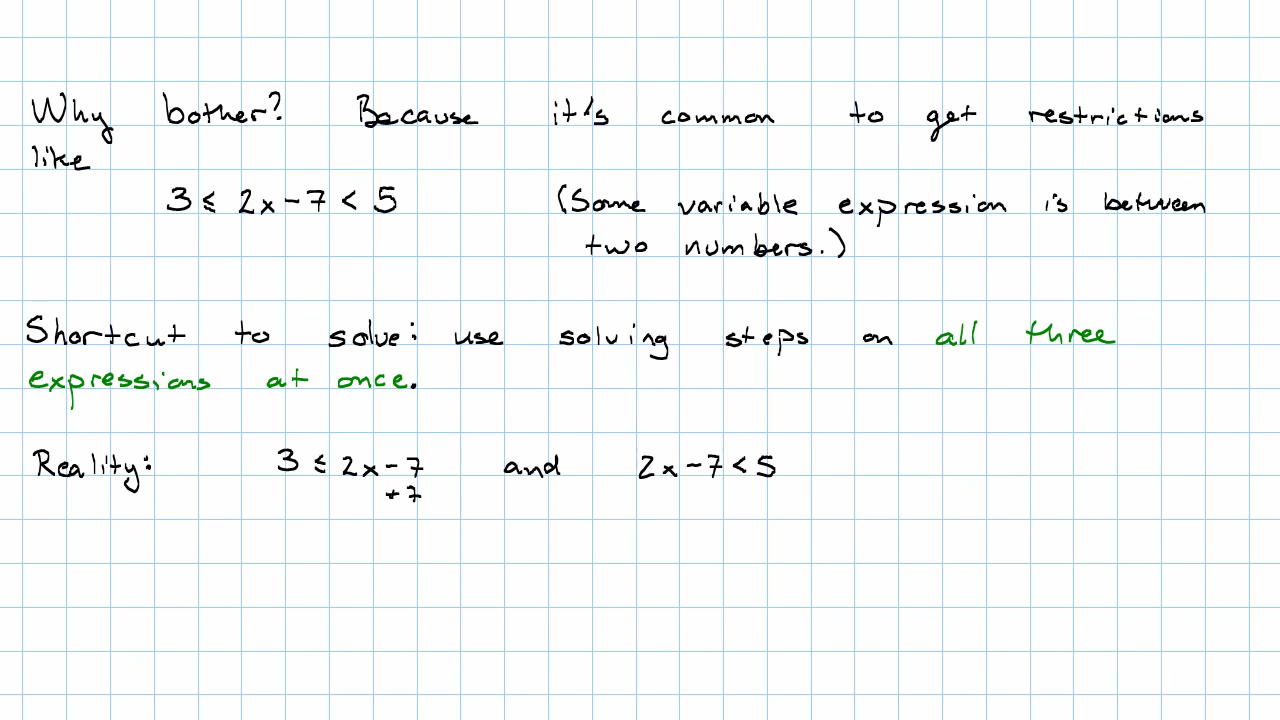 Why bother? Because it's common to get restrictions
like
3 ≤ 2x - 7 < 5 (Some variable expression is between
two numbers.)
Shortcut to solve: use solving steps on all three
expressions at once.
Reality: 3 ≤ 2x - 7 and 2x - 7 < 5
+7